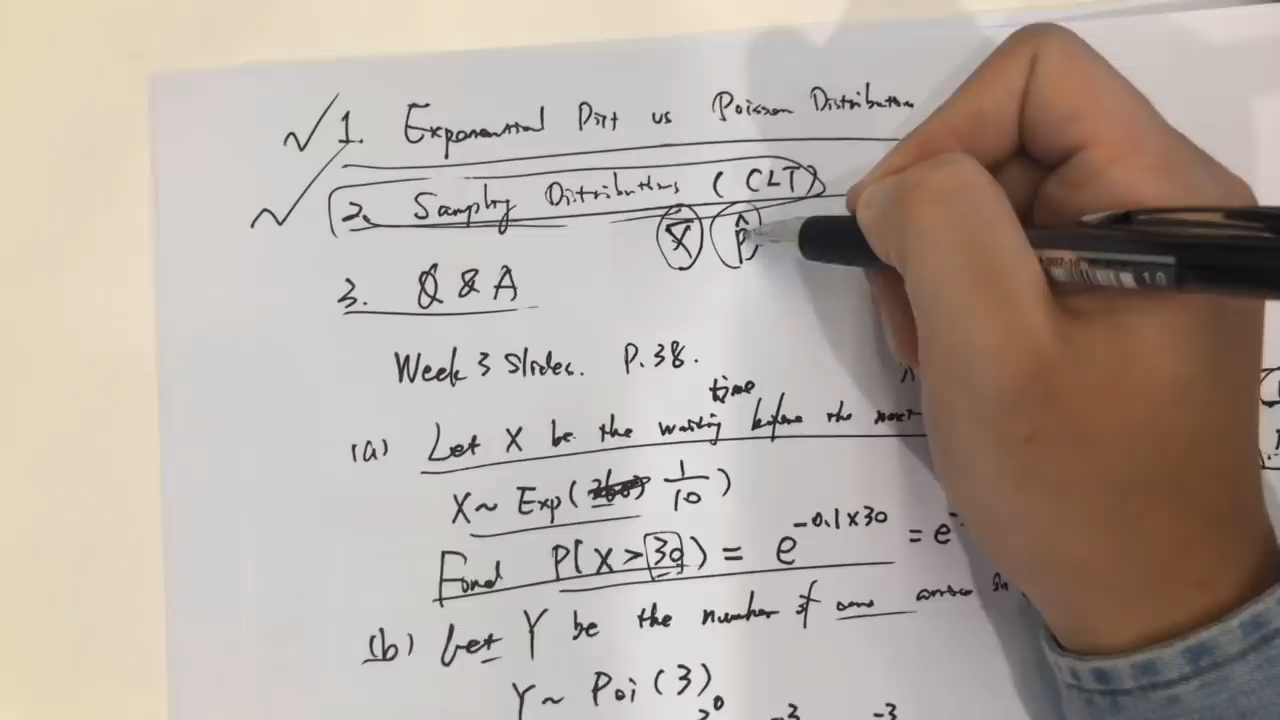 ✓ 1. Exponential Dist vs Poisson Distribution
✓ 2. Sampling Distributions (CLT)
X̄ p̂
3. Q & A
Week 3 slides. P.38.
time
(a) Let X be the waiting before the next
X ~ Exp( 1/10 )
Find P(X > 30) = e^{-0.1×30} = e^-
(b) Let Y be the number of
Y ~ Poi(3)
1.0